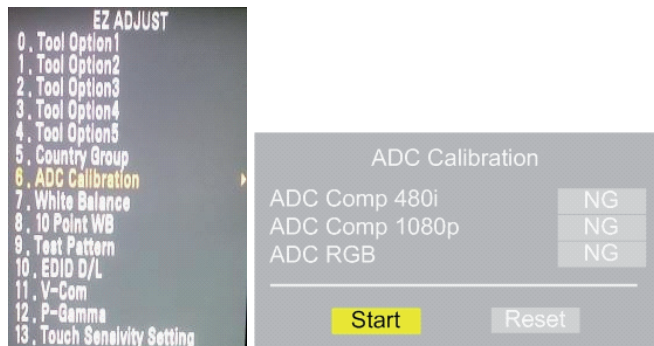 EZ ADJUST
0 . Tool Option1
1 . Tool Option2
2 . Tool Option3
3 . Tool Option4
4 . Tool Option5
5 . Country Group
6 . ADC Calibration
7 . White Balance
8 . 10 Point WB
9 . Test Pattern
10 . EDID D/L
11 . V-Com
12 . P-Gamma
13 . Touch Sensivity Setting
ADC Calibration
ADC Comp 480i NG
ADC Comp 1080p NG
ADC RGB NG
Start Reset